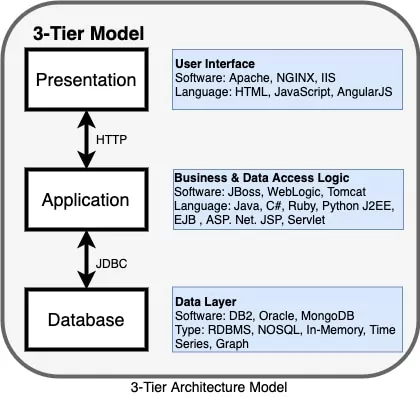 3-Tier Model
Presentation
User Interface
Software: Apache, NGINX, IIS
Language: HTML, JavaScript, AngularJS
HTTP
Application
Business & Data Access Logic
Software: JBoss, WebLogic, Tomcat
Language: Java, C#, Ruby, Python J2EE,
EJB , ASP. Net. JSP, Servlet
JDBC
Database
Data Layer
Software: DB2, Oracle, MongoDB
Type: RDBMS, NOSQL, In-Memory, Time
Series, Graph
3-Tier Architecture Model